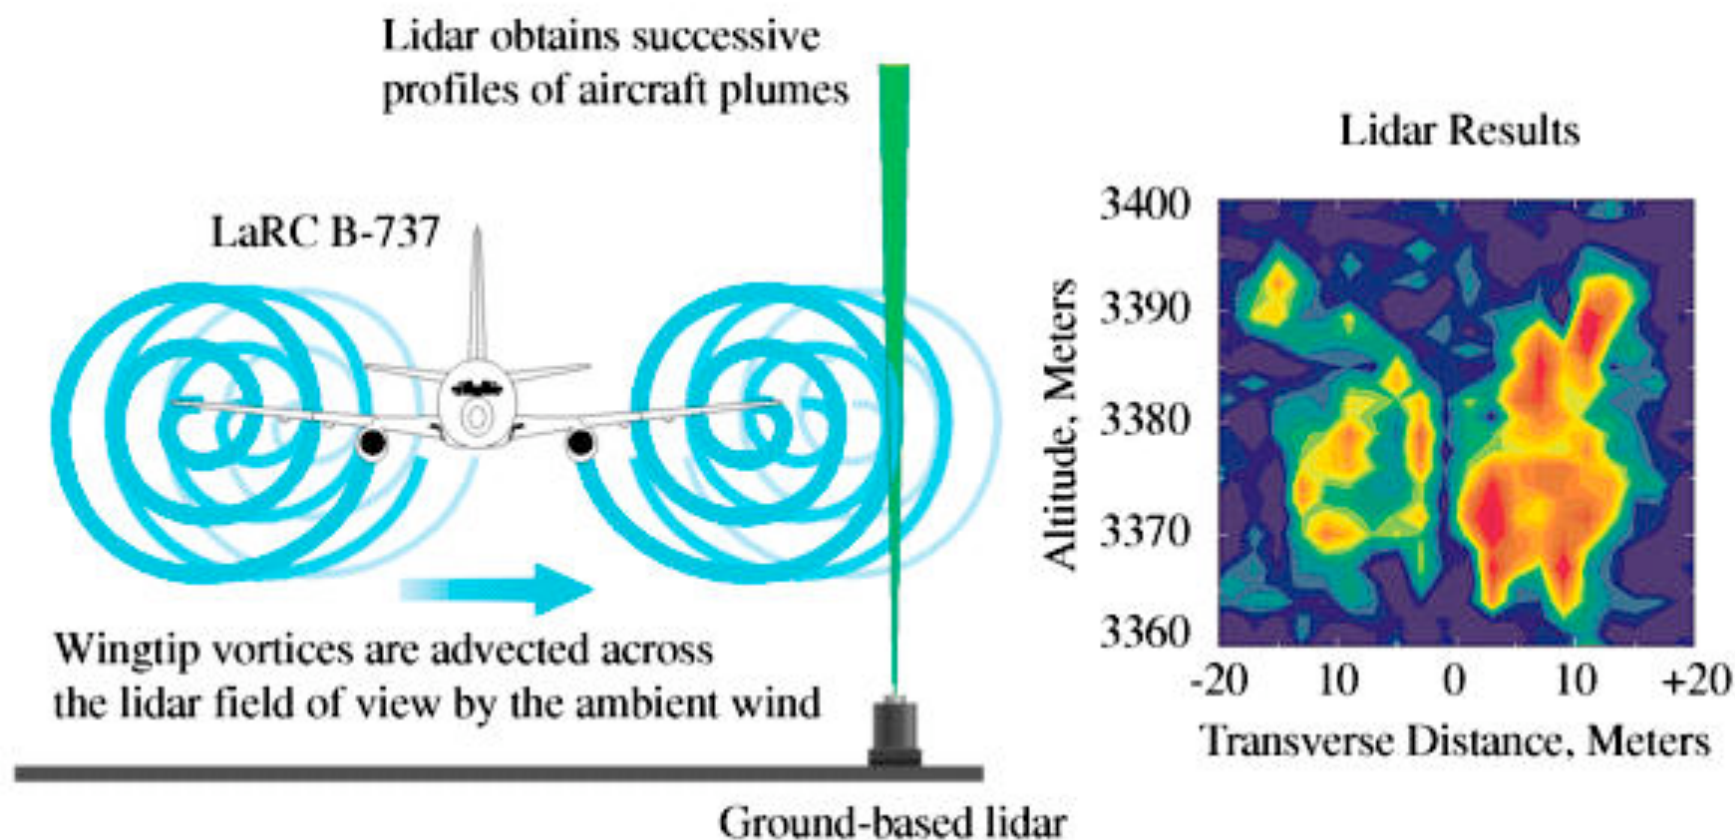 Lidar obtains successive
profiles of aircraft plumes
LaRC B-737
Wingtip vortices are advected across
the lidar field of view by the ambient wind
Ground-based lidar
Lidar Results
Altitude, Meters
3400
3390
3380
3370
3360
-20 10 0 10 +20
Transverse Distance, Meters